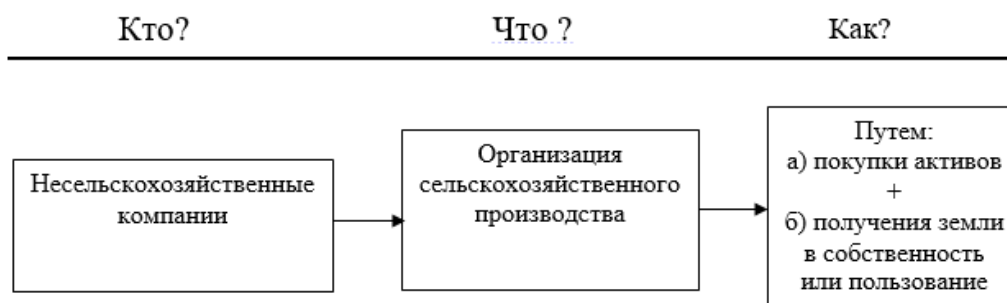 Кто? Что ? Как?
Несельскохозяйственные
компании
Организация
сельскохозяйственного
производства
Путем:
а) покупки активов
+
б) получения земли
в собственность
или пользование